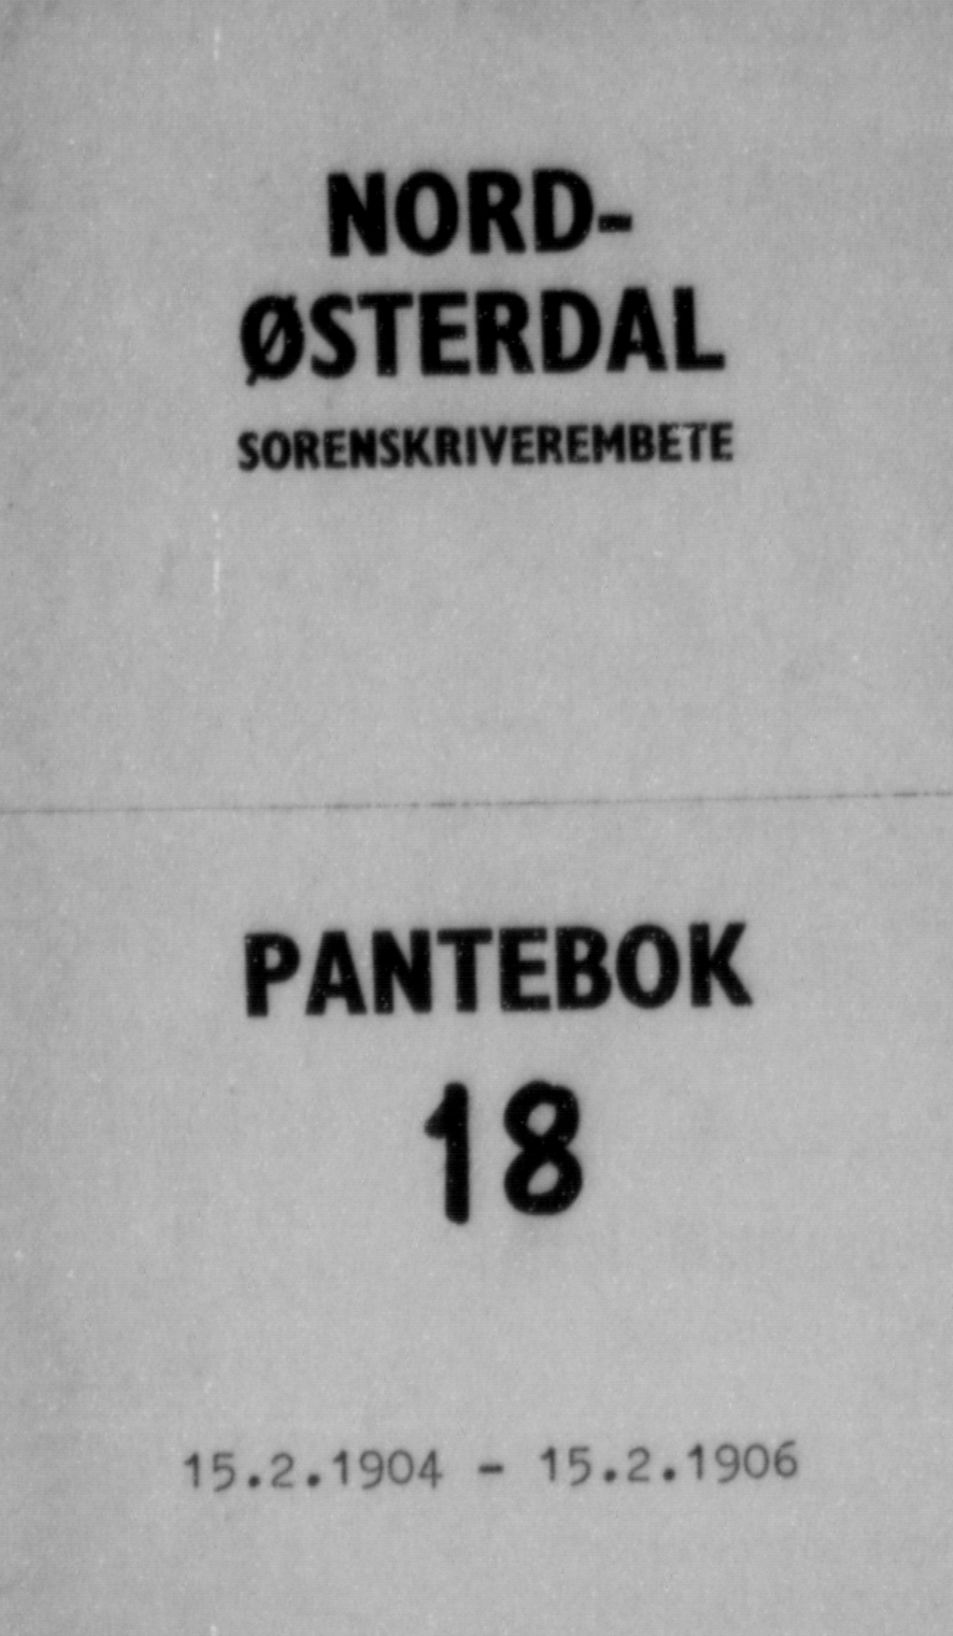 NORD-
ØSTERDAL
SORENSKRIVEREMBETE
PANTEBOK
18
15.2.1904 - 15.2.1906